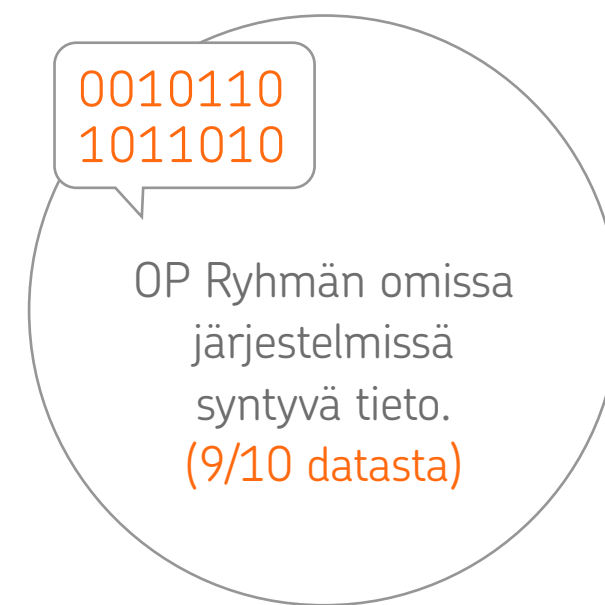 0010110
1011010
OP Ryhmän omissa
järjestelmissä
syntyvä tieto.
(9/10 datasta)